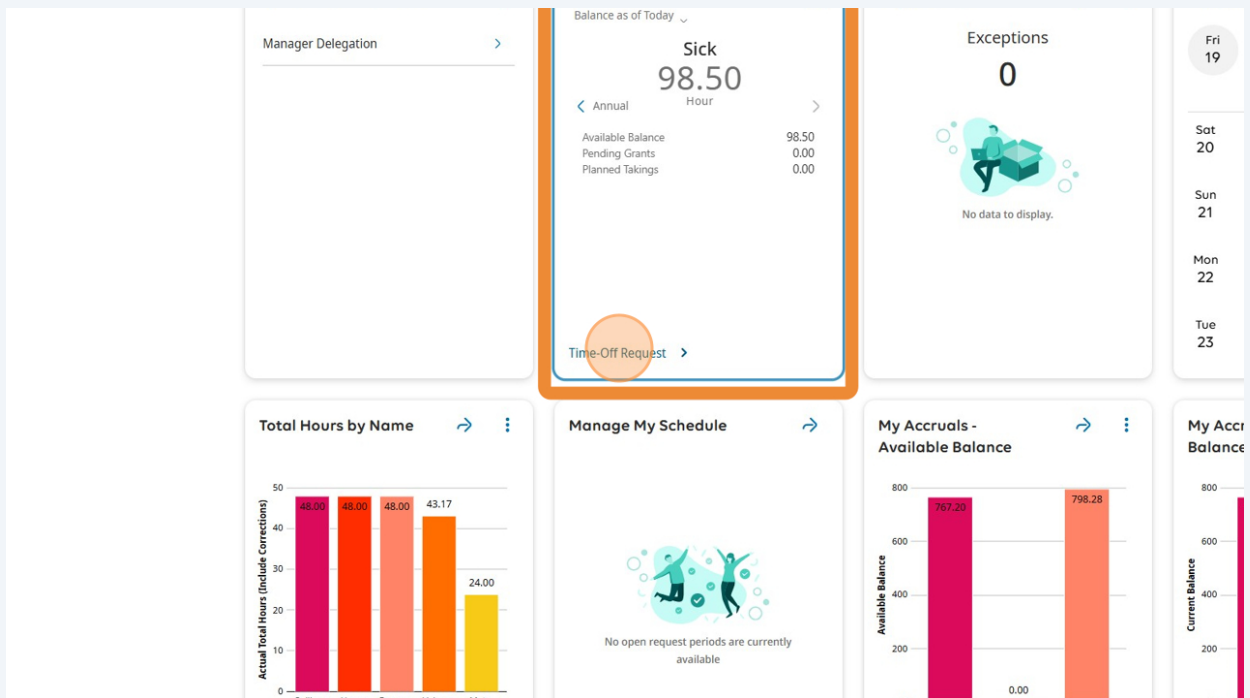 Manager Delegation
Balance as of Today
Sick
98.50
Hour
Annual
Available Balance 98.50
Pending Grants 0.00
Planned Takings 0.00
Time-Off Request
Exceptions
0
No data to display.
Fri
19
Sat
20
Sun
21
Mon
22
Tue
23
Total Hours by Name
Actual Total Hours (Include Corrections)
50
40
30
20
10
0
48.00
48.00
48.00
43.17
24.00
Manage My Schedule
No open request periods are currently
available
My Accruals -
Available Balance
Available Balance
800
600
400
200
767.20
0.00
798.28
My Accr
Balance
Current Balance
800
600
400
200